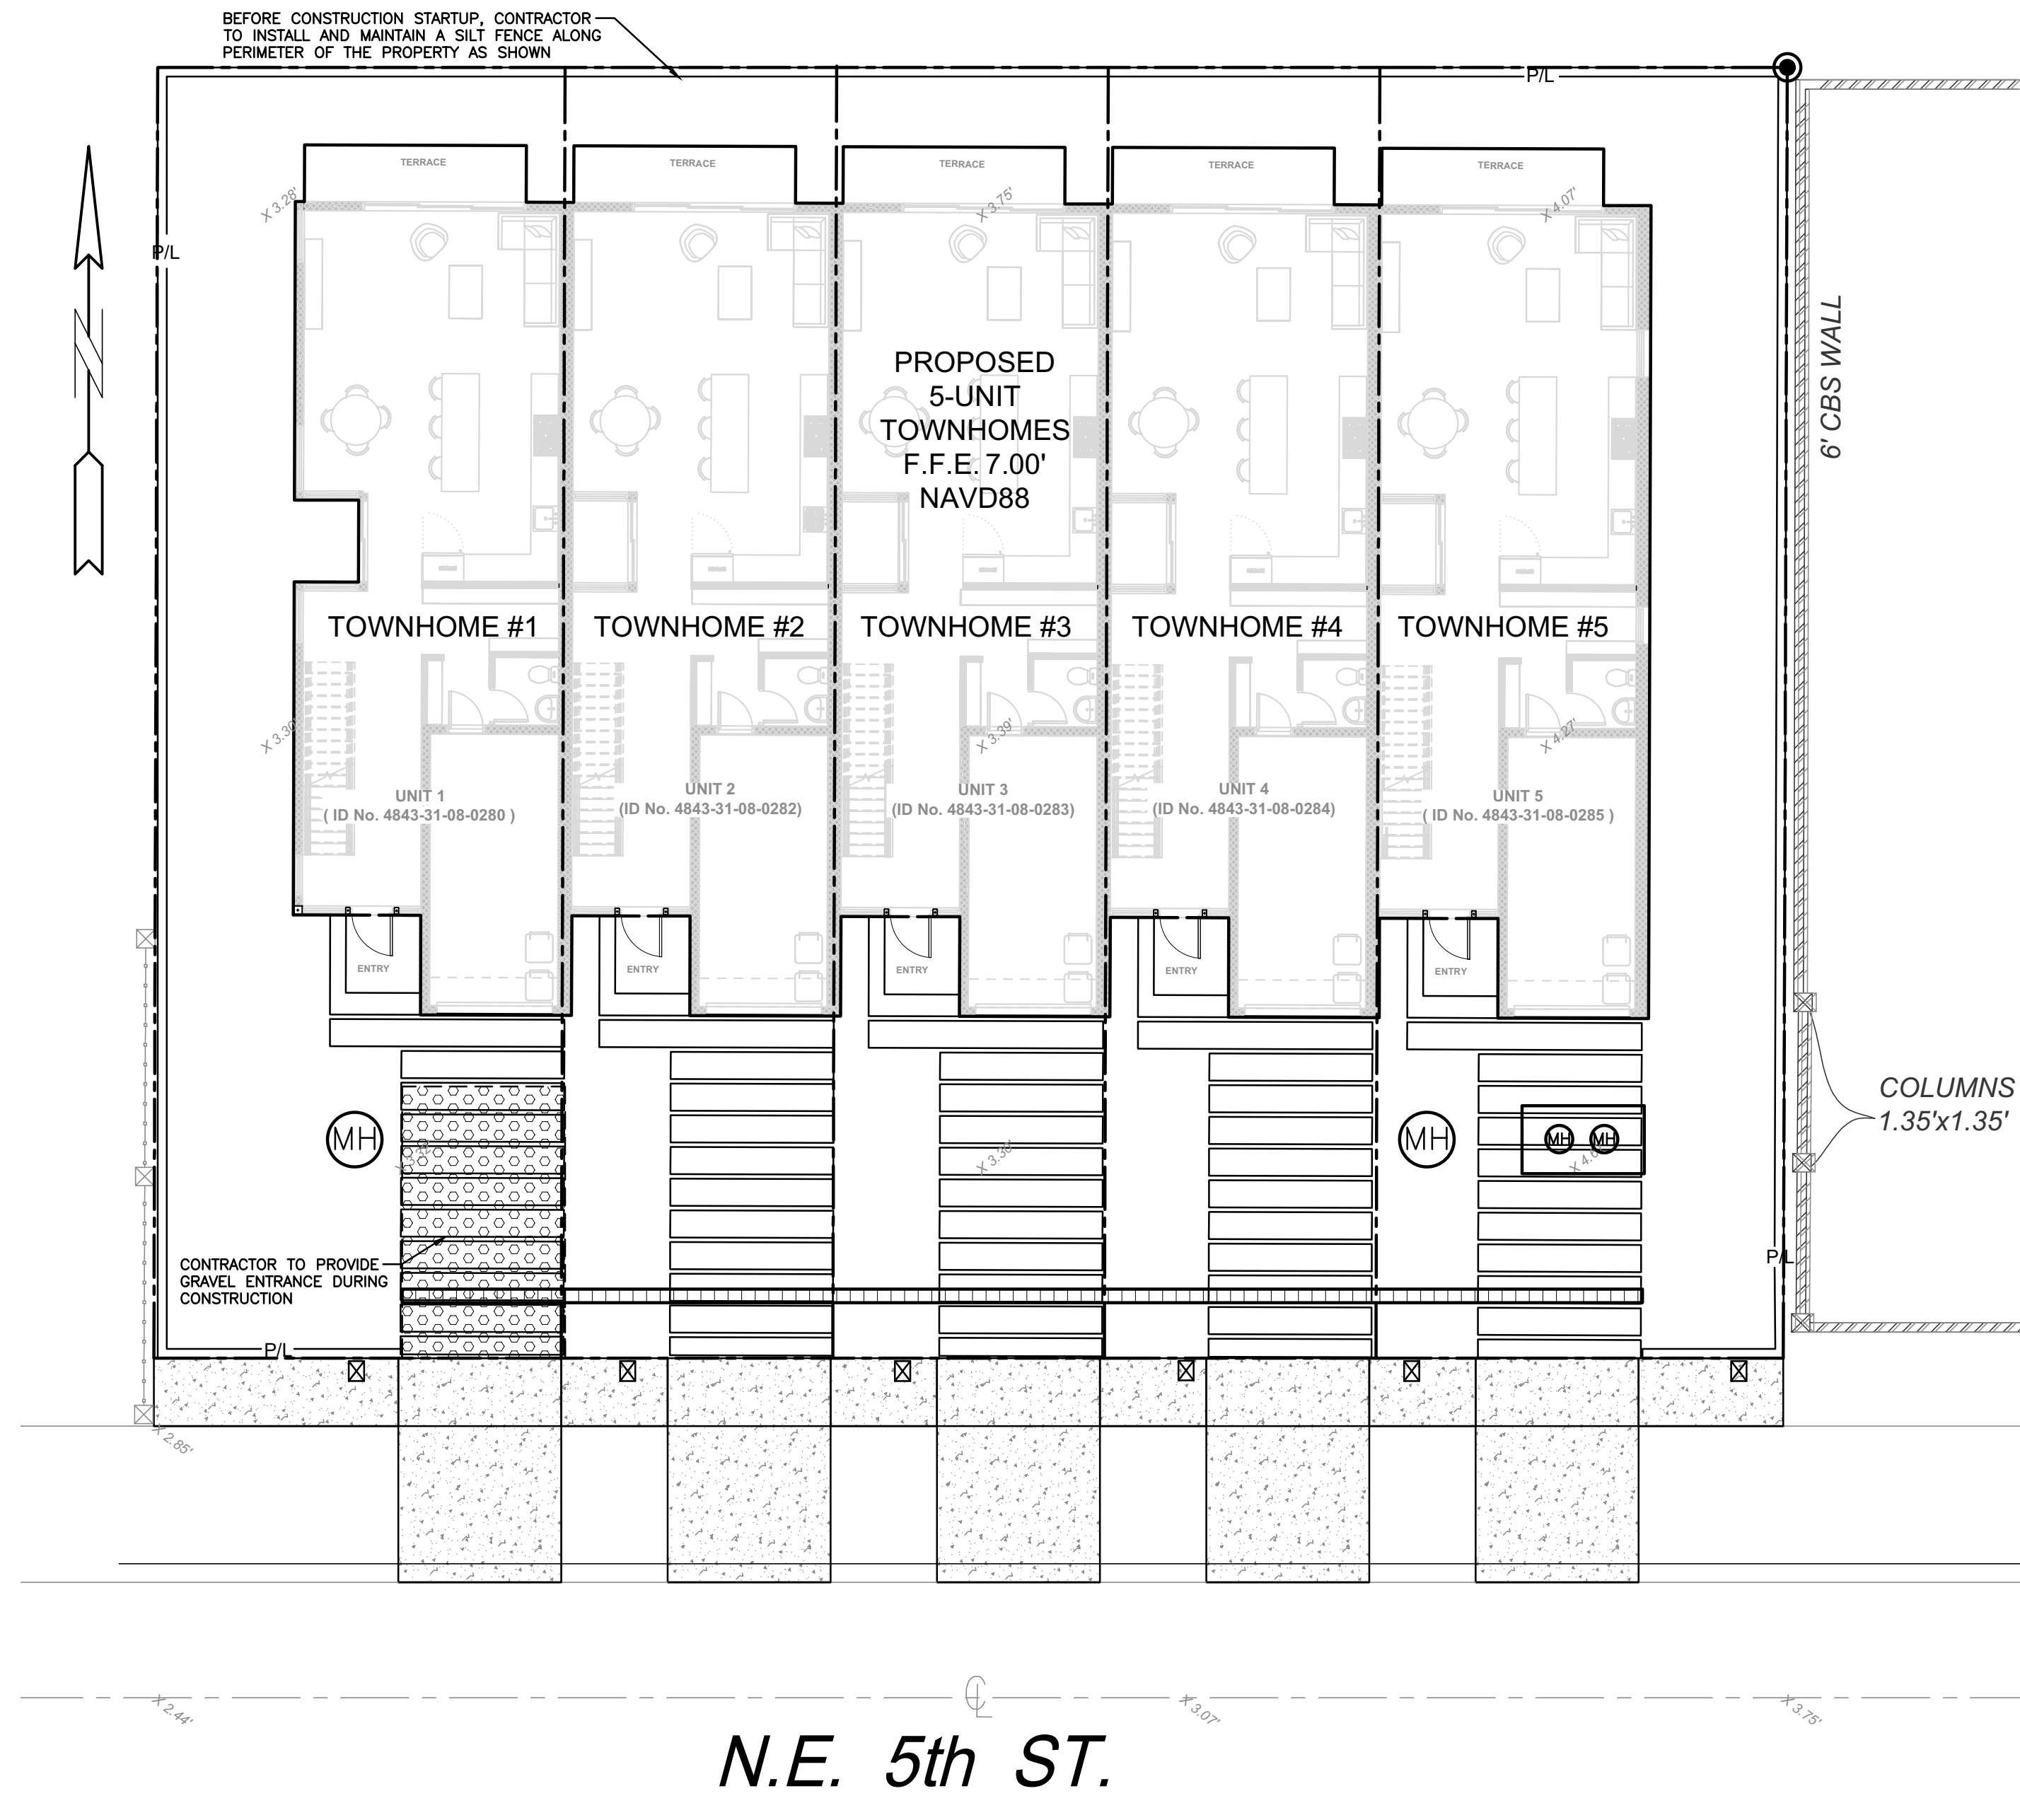 BEFORE CONSTRUCTION STARTUP, CONTRACTOR
TO INSTALL AND MAINTAIN A SILT FENCE ALONG
PERIMETER OF THE PROPERTY AS SHOWN
P/L
TERRACE
TERRACE
TERRACE
TERRACE
TERRACE
X 3.28'
X 3.75'
X 4.07'
P/L
N
6' CBS WALL
PROPOSED
5-UNIT
TOWNHOMES
F.F.E. 7.00'
NAVD88
TOWNHOME #1
TOWNHOME #2
TOWNHOME #3
TOWNHOME #4
TOWNHOME #5
X 3.30'
X 3.39'
X 4.27'
UNIT 1
( ID No. 4843-31-08-0280 )
UNIT 2
(ID No. 4843-31-08-0282)
UNIT 3
(ID No. 4843-31-08-0283)
UNIT 4
(ID No. 4843-31-08-0284)
UNIT 5
( ID No. 4843-31-08-0285 )
ENTRY
ENTRY
ENTRY
ENTRY
ENTRY
COLUMNS
1.35'x1.35'
MH
MH
MH
MH
CONTRACTOR TO PROVIDE
GRAVEL ENTRANCE DURING
CONSTRUCTION
P/L
P/L
X 2.85'
X 2.44'
X 3.07'
X 3.75'
N.E. 5th ST.